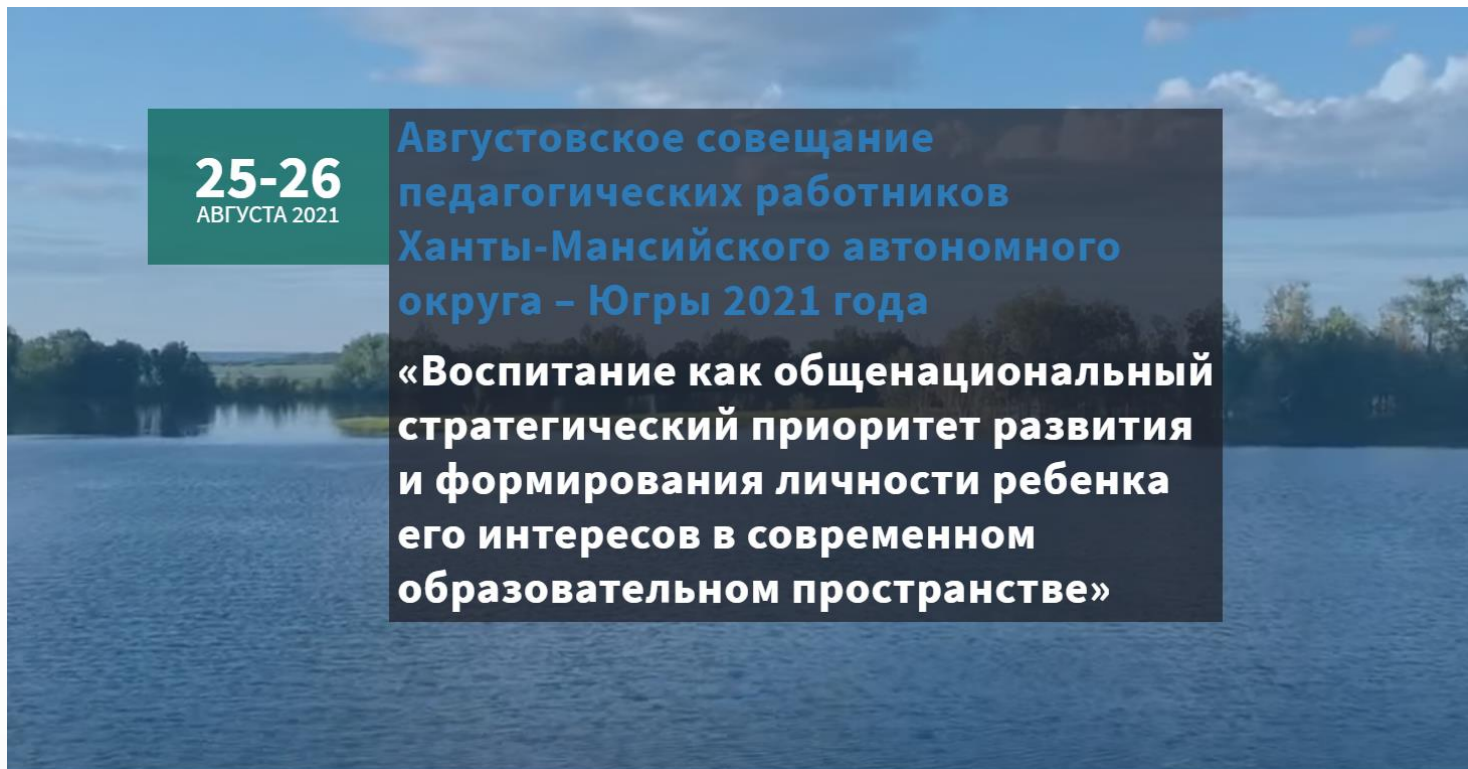 25-26
АВГУСТА 2021
Августовское совещание
педагогических работников
Ханты-Мансийского автономного
округа – Югры 2021 года
«Воспитание как общенациональный
стратегический приоритет развития
и формирования личности ребенка
его интересов в современном
образовательном пространстве»